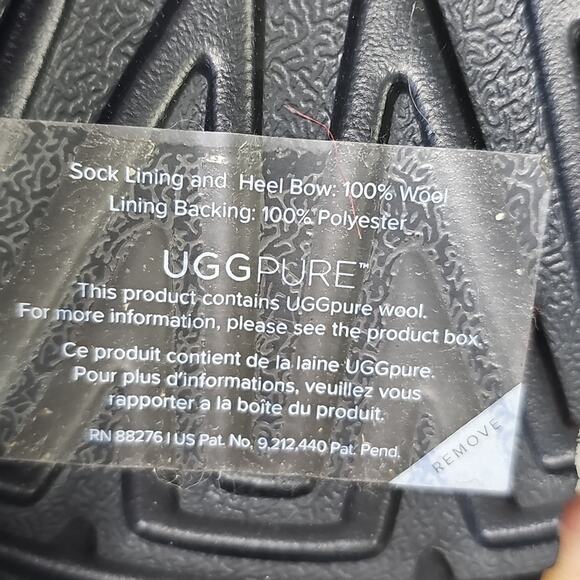 Sock Lining and Heel Bow: 100% Wool
Lining Backing: 100% Polyester
UGGPURE™
This product contains UGGpure wool.
For more information, please see the product box.
Ce produit contient de la laine UGGpure.
Pour plus d'informations, veuillez vous
rapporter a la boîte du produit.
RN 88276 | US Pat. No. 9,212,440 Pat. Pend.
REMOVE